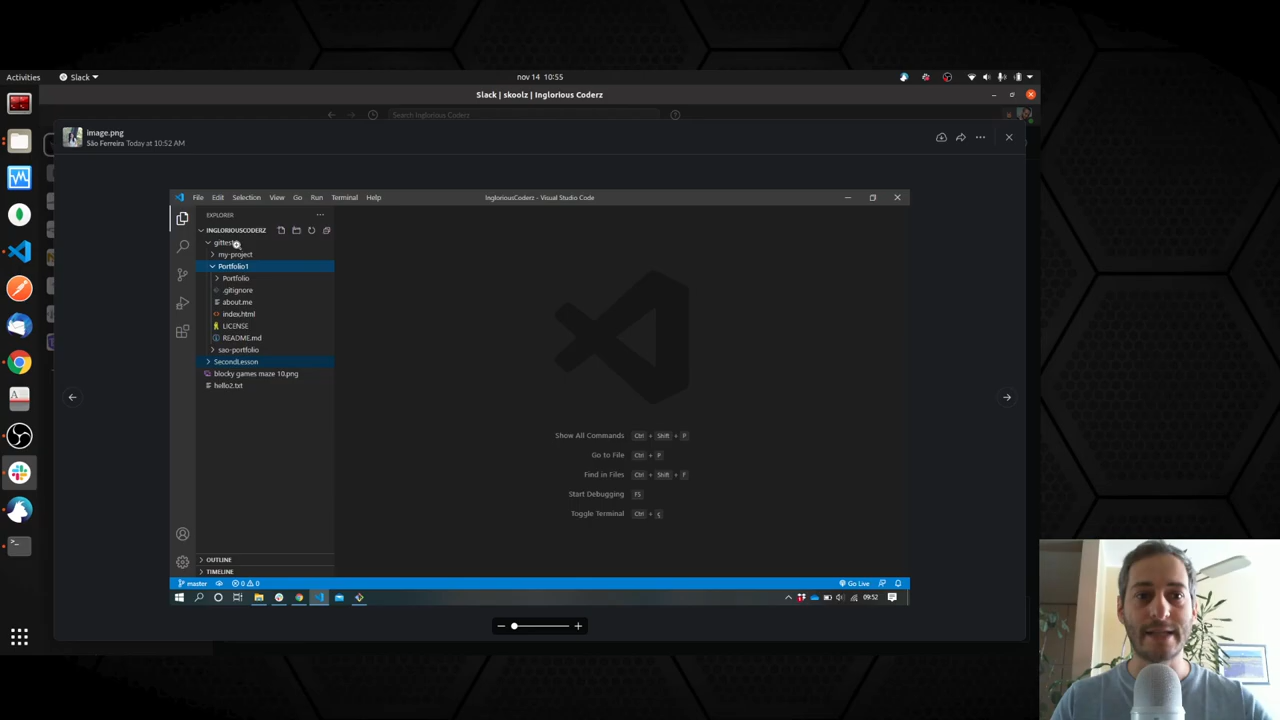 Activities
Slack
nov 14 10:55
Slack | skoolz | Inglorious Coderz
Search Inglorious Coderz
image.png
São Ferreira Today at 10:52 AM
File Edit Selection View Go Run Terminal Help
IngloriousCoderz - Visual Studio Code
EXPLORER
INGLORIOUSCODERZ
my-project
Portfolio1
Portfolio
.gitignore
about.me
index.html
LICENSE
README.md
sao-portfolio
SecondLesson
blocky games maze 10.png
hello2.txt
Show All Commands Ctrl + Shift + P
Go to File Ctrl + P
Find in Files Ctrl + Shift + F
Start Debugging F5
Toggle Terminal Ctrl + ç
OUTLINE
TIMELINE
master 0 0
Go Live
09:52